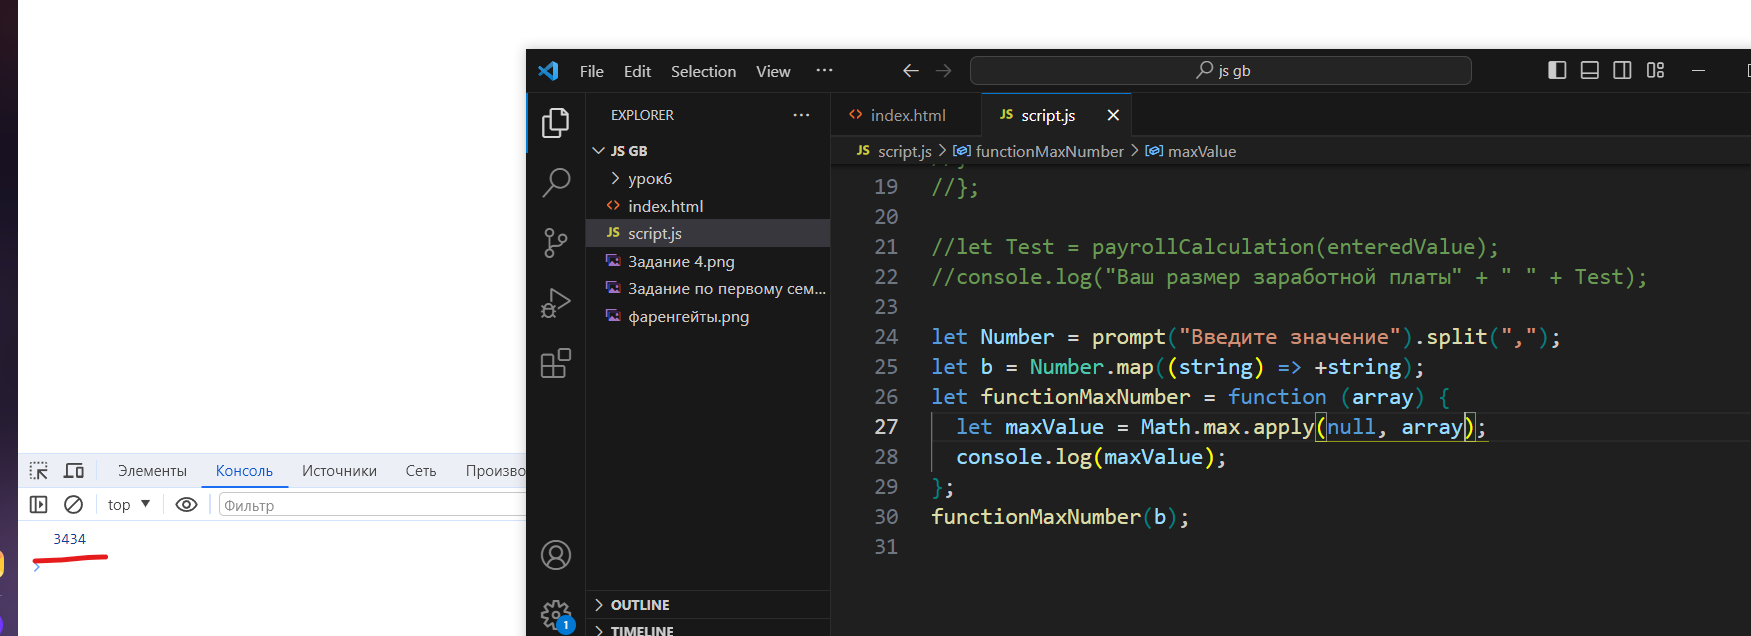 File Edit Selection View ···
js gb
EXPLORER ···
JS GB
урок6
index.html
JS script.js
Задание 4.png
Задание по первому сем...
фаренгейты.png
OUTLINE
TIMELINE
1
index.html
JS script.js
JS script.js > functionMaxNumber > maxValue
19 //};
20
21 //let Test = payrollCalculation(enteredValue);
22 //console.log("Ваш размер заработной платы" + " " + Test);
23
24 let Number = prompt("Введите значение").split(",");
25 let b = Number.map((string) => +string);
26 let functionMaxNumber = function (array) {
27 let maxValue = Math.max.apply(null, array);
28 console.log(maxValue);
29 };
30 functionMaxNumber(b);
31
Элементы Консоль Источники Сеть Произво
top Фильтр
3434